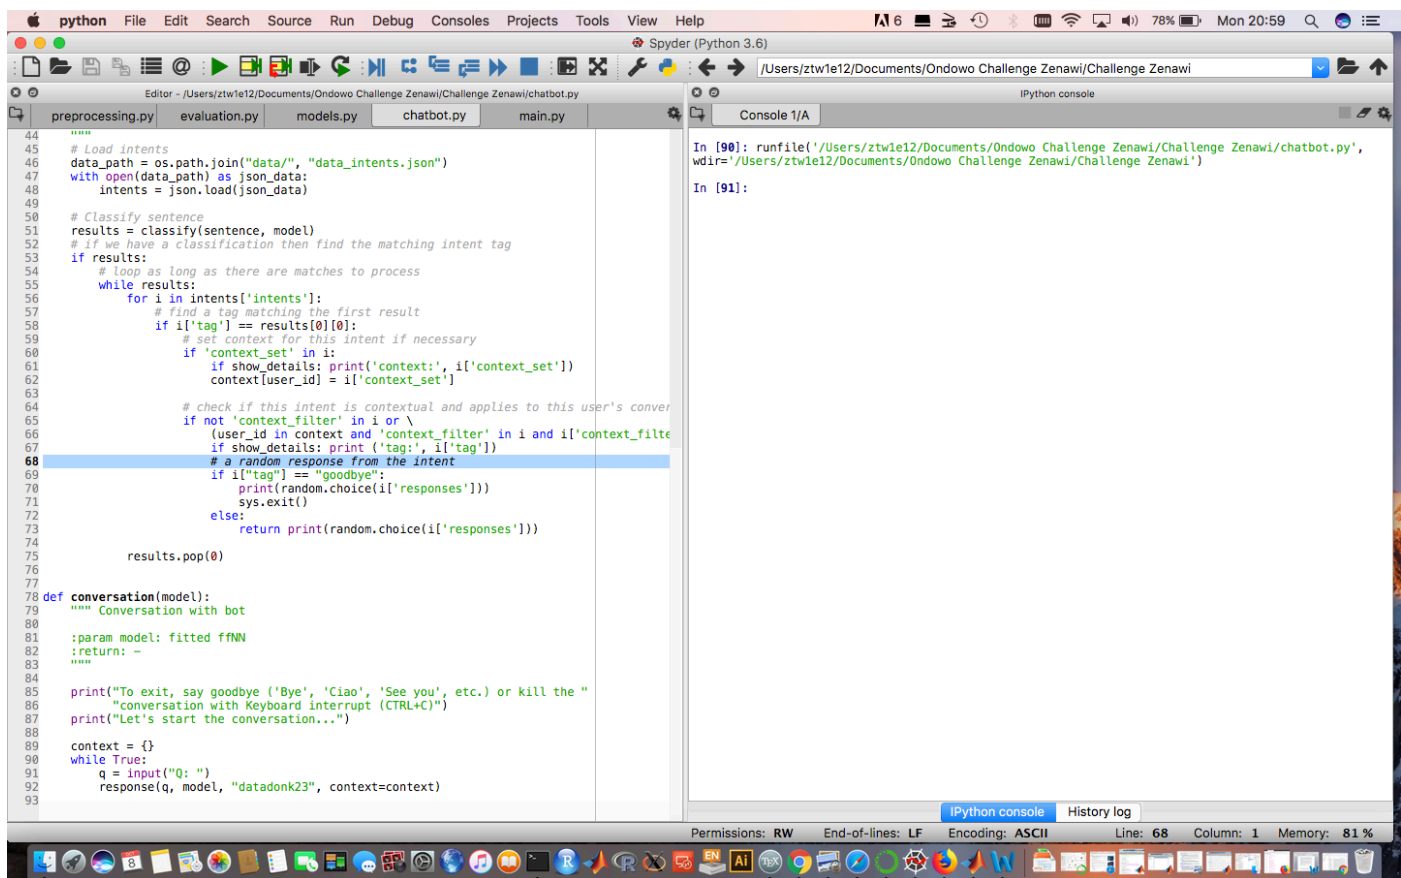 python File Edit Search Source Run Debug Consoles Projects Tools View Help 6 78% Mon 20:59
Spyder (Python 3.6)
/Users/ztw1e12/Documents/Ondowo Challenge Zenawi/Challenge Zenawi
Editor - /Users/ztw1e12/Documents/Ondowo Challenge Zenawi/Challenge Zenawi/chatbot.py
preprocessing.py evaluation.py models.py chatbot.py main.py
44 """
45 # Load intents
46 data_path = os.path.join("data/", "data_intents.json")
47 with open(data_path) as json_data:
48 intents = json.load(json_data)
49
50 # Classify sentence
51 results = classify(sentence, model)
52 # if we have a classification then find the matching intent tag
53 if results:
54 # loop as long as there are matches to process
55 while results:
56 for i in intents['intents']:
57 # find a tag matching the first result
58 if i['tag'] == results[0][0]:
59 # set context for this intent if necessary
60 if 'context_set' in i:
61 if show_details: print('context:', i['context_set'])
62 context[user_id] = i['context_set']
63
64 # check if this intent is contextual and applies to this user's conver
65 if not 'context_filter' in i or \
66 (user_id in context and 'context_filter' in i and i['context_filte
67 if show_details: print ('tag:', i['tag'])
68 # a random response from the intent
69 if i["tag"] == "goodbye":
70 print(random.choice(i['responses']))
71 sys.exit()
72 else:
73 return print(random.choice(i['responses']))
74
75 results.pop(0)
76
77
78 def conversation(model):
79 """ Conversation with bot
80
81 :param model: fitted ffNN
82 :return: -
83 """
84
85 print("To exit, say goodbye ('Bye', 'Ciao', 'See you', etc.) or kill the "
86 "conversation with Keyboard interrupt (CTRL+C)")
87 print("Let's start the conversation...")
88
89 context = {}
90 while True:
91 q = input("Q: ")
92 response(q, model, "datadonk23", context=context)
93
IPython console
Console 1/A
In [90]: runfile('/Users/ztw1e12/Documents/Ondowo Challenge Zenawi/Challenge Zenawi/chatbot.py',
wdir='/Users/ztw1e12/Documents/Ondowo Challenge Zenawi/Challenge Zenawi')
In [91]:
IPython console History log
Permissions: RW End-of-lines: LF Encoding: ASCII Line: 68 Column: 1 Memory: 81 %
8 R EN Ai TeX R W